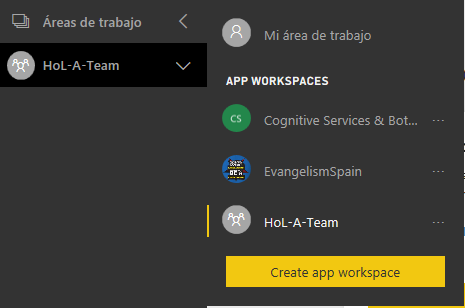 Áreas de trabajo
HoL-A-Team
Mi área de trabajo
APP WORKSPACES
CS
Cognitive Services & Bot...
EvangelismSpain
HoL-A-Team
Create app workspace